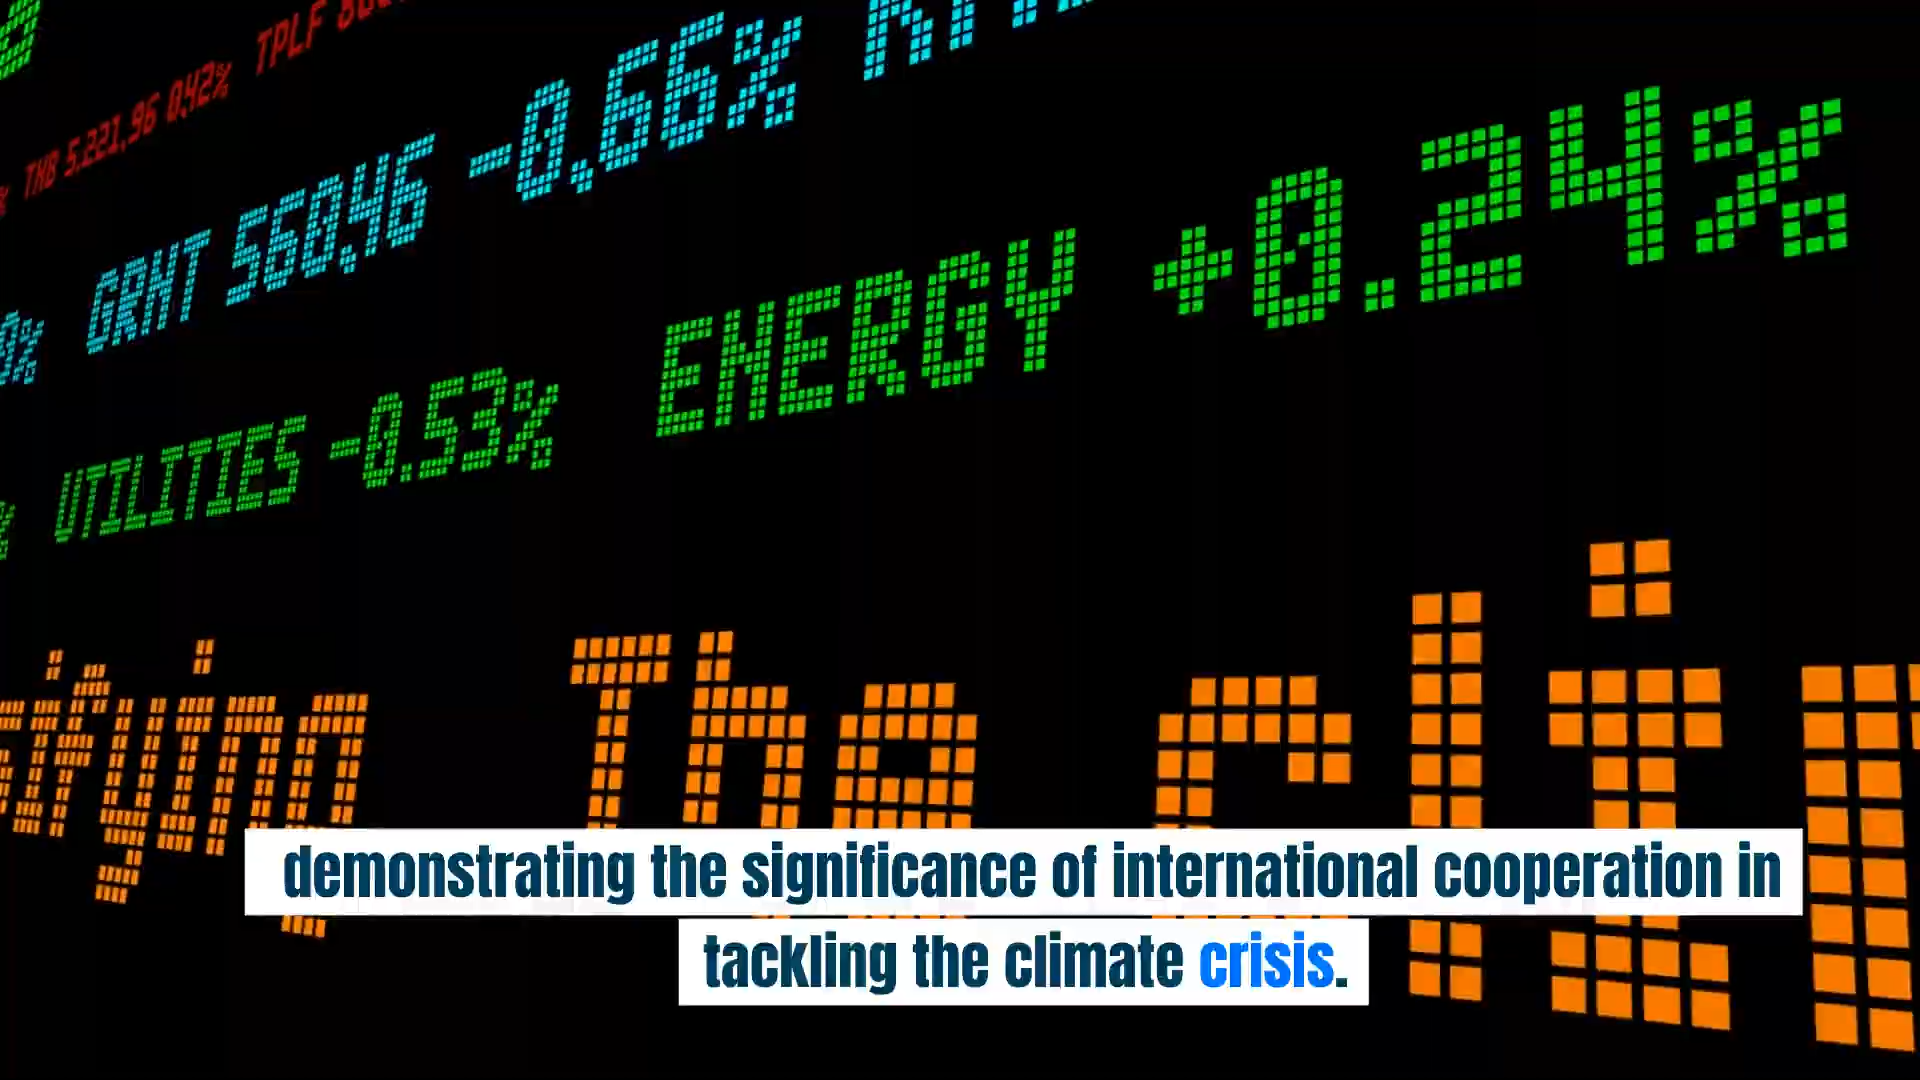 TPLF
% THB 5.221,96 0,42%
GRNT 560,46 -0,66%
UTILITIES -0.53% ENERGY +0.24%
The
demonstrating the significance of international cooperation in
tackling the climate crisis.